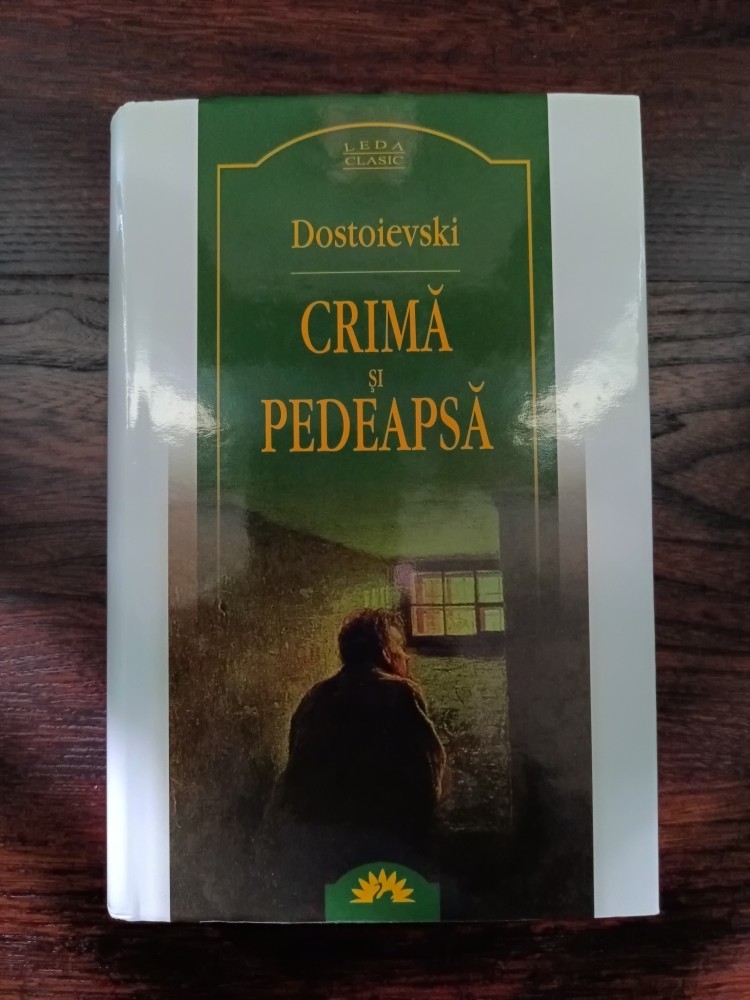 LEDA
CLASIC
Dostoievski
CRIMĂ
ȘI
PEDEAPSĂ